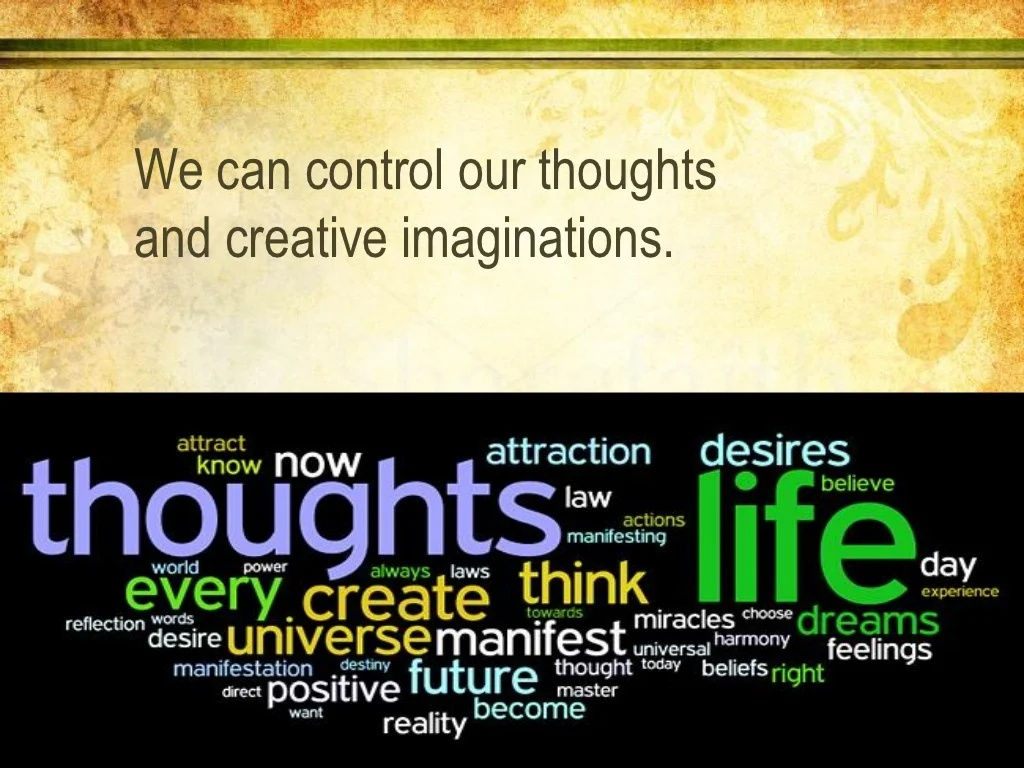 We can control our thoughts
and creative imaginations.
attract attraction desires
know now
thoughts law life believe
actions
manifesting
world power always laws think day
every create experience
towards
reflection words miracles choose dreams
desire universe manifest universal harmony feelings
manifestation destiny future thought today beliefs right
direct positive master
want become
reality